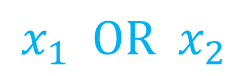 x₁ OR x₂